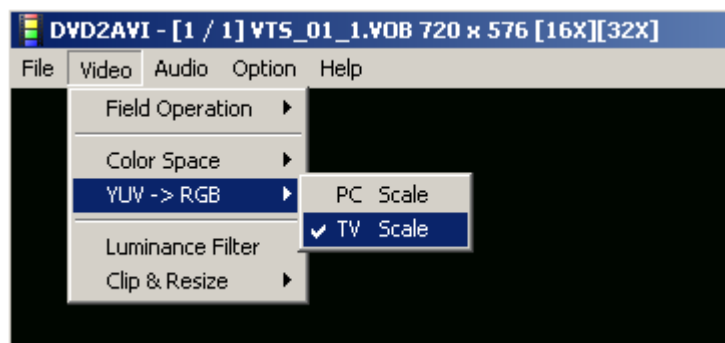 DVD2AVI - [1 / 1] VTS_01_1.VOB 720 x 576 [16X][32X]
File Video Audio Option Help
Field Operation
Color Space
YUV -> RGB
PC Scale
TV Scale
Luminance Filter
Clip & Resize